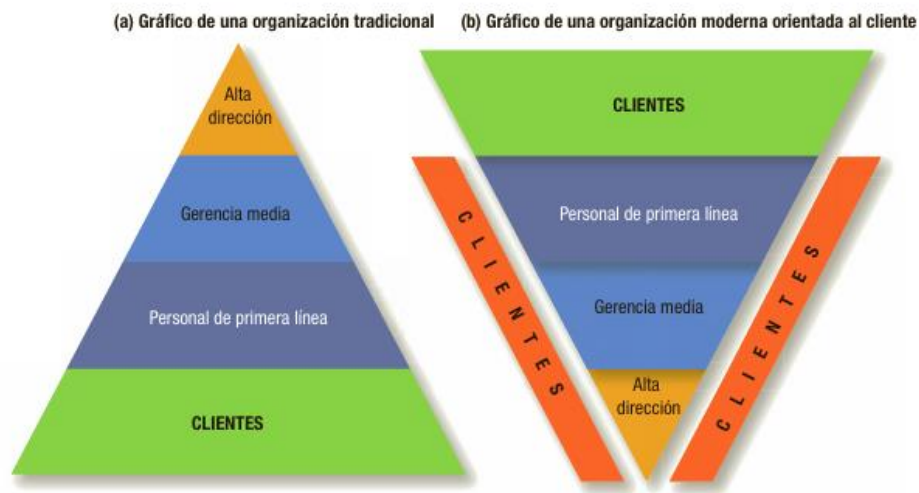 (a) Gráfico de una organización tradicional
Alta
dirección
Gerencia media
Personal de primera línea
CLIENTES
(b) Gráfico de una organización moderna orientada al cliente
CLIENTES
CLIENTES
Personal de primera línea
Gerencia media
Alta
dirección
CLIENTES